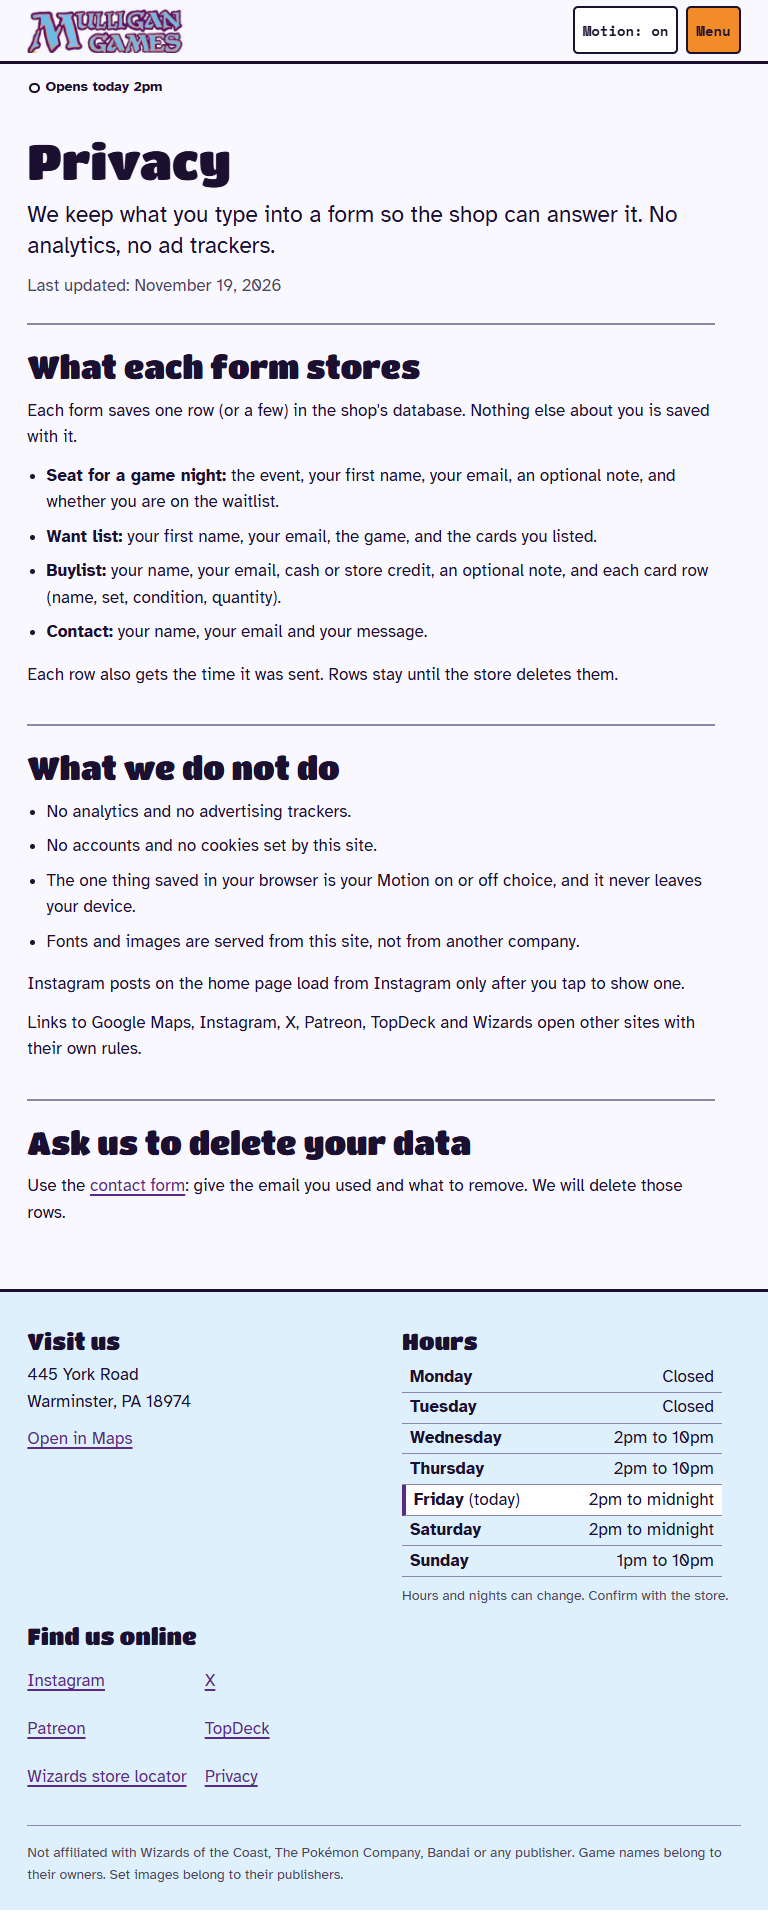 Mulligan Games
Motion: on
Menu
Opens today 2pm
Privacy
We keep what you type into a form so the shop can answer it. No
analytics, no ad trackers.
Last updated: November 19, 2026
What each form stores
Each form saves one row (or a few) in the shop's database. Nothing else about you is saved
with it.
• Seat for a game night: the event, your first name, your email, an optional note, and
whether you are on the waitlist.
• Want list: your first name, your email, the game, and the cards you listed.
• Buylist: your name, your email, cash or store credit, an optional note, and each card row
(name, set, condition, quantity).
• Contact: your name, your email and your message.
Each row also gets the time it was sent. Rows stay until the store deletes them.
What we do not do
• No analytics and no advertising trackers.
• No accounts and no cookies set by this site.
• The one thing saved in your browser is your Motion on or off choice, and it never leaves
your device.
• Fonts and images are served from this site, not from another company.
Instagram posts on the home page load from Instagram only after you tap to show one.
Links to Google Maps, Instagram, X, Patreon, TopDeck and Wizards open other sites with
their own rules.
Ask us to delete your data
Use the contact form: give the email you used and what to remove. We will delete those
rows.
Visit us
445 York Road
Warminster, PA 18974
Open in Maps
Hours
Monday Closed
Tuesday Closed
Wednesday 2pm to 10pm
Thursday 2pm to 10pm
Friday (today) 2pm to midnight
Saturday 2pm to midnight
Sunday 1pm to 10pm
Hours and nights can change. Confirm with the store.
Find us online
Instagram X
Patreon TopDeck
Wizards store locator Privacy
Not affiliated with Wizards of the Coast, The Pokémon Company, Bandai or any publisher. Game names belong to
their owners. Set images belong to their publishers.